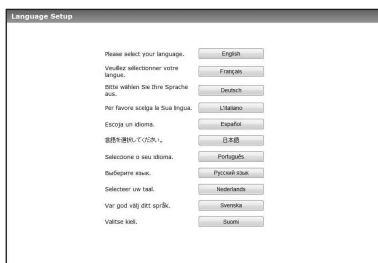 Language Setup
Please select your language. English
Veuillez sélectionner votre
langue. Français
Bitte wählen Sie Ihre Sprache
aus. Deutsch
Per favore scelga la Sua lingua. L'italiano
Escoja un idioma. Español
言語を選択してください。 日本語
Seleccione o seu idioma. Português
Выберите язык. Русский язык
Selecteer uw taal. Nederlands
Var god välj ditt språk. Svenska
Valitse kieli. Suomi